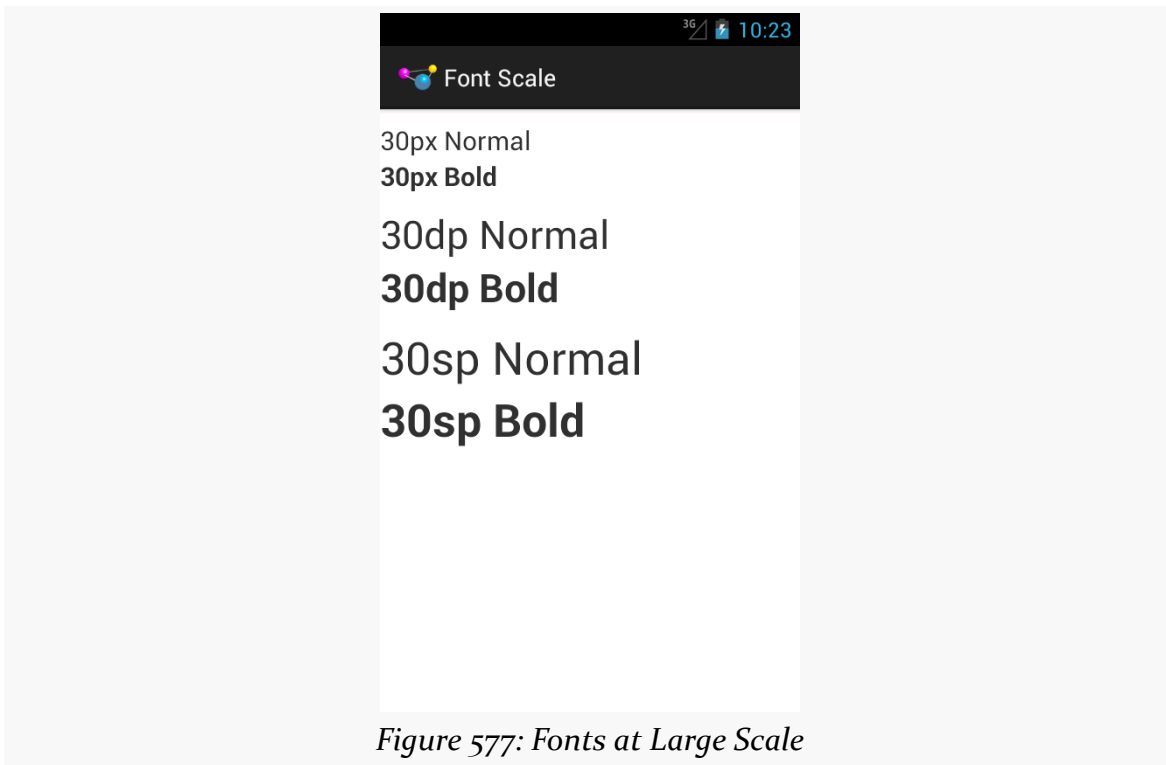 3G 10:23
Font Scale
30px Normal
30px Bold
30dp Normal
30dp Bold
30sp Normal
30sp Bold
Figure 577: Fonts at Large Scale